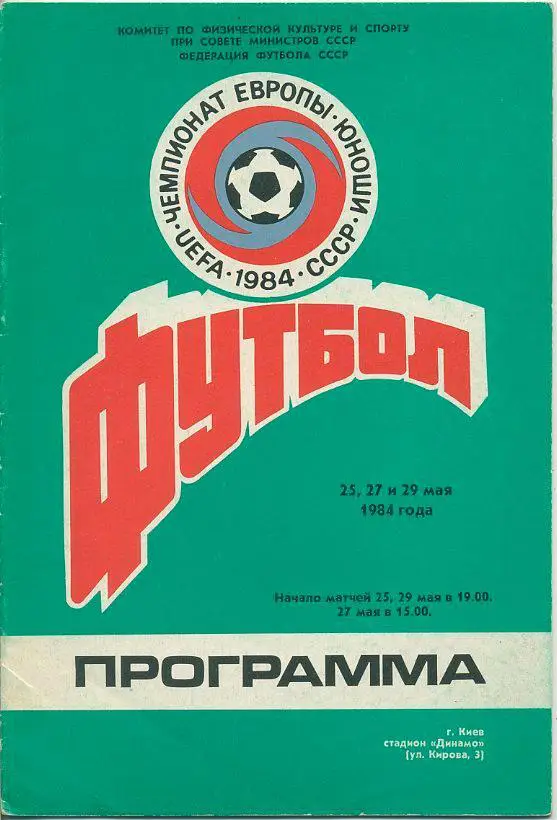 КОМИТЕТ ПО ФИЗИЧЕСКОЙ КУЛЬТУРЕ И СПОРТУ
ПРИ СОВЕТЕ МИНИСТРОВ СССР
ФЕДЕРАЦИЯ ФУТБОЛА СССР
ЧЕМПИОНАТ ЕВРОПЫ · ЮНОШИ ·
UEFA · 1984 · СССР ·
ФУТБОЛ
25, 27 и 29 мая
1984 года
Начало матчей 25, 29 мая в 19.00.
27 мая в 15.00.
ПРОГРАММА
г. Киев
стадион «Динамо»
(ул. Кирова, 3)